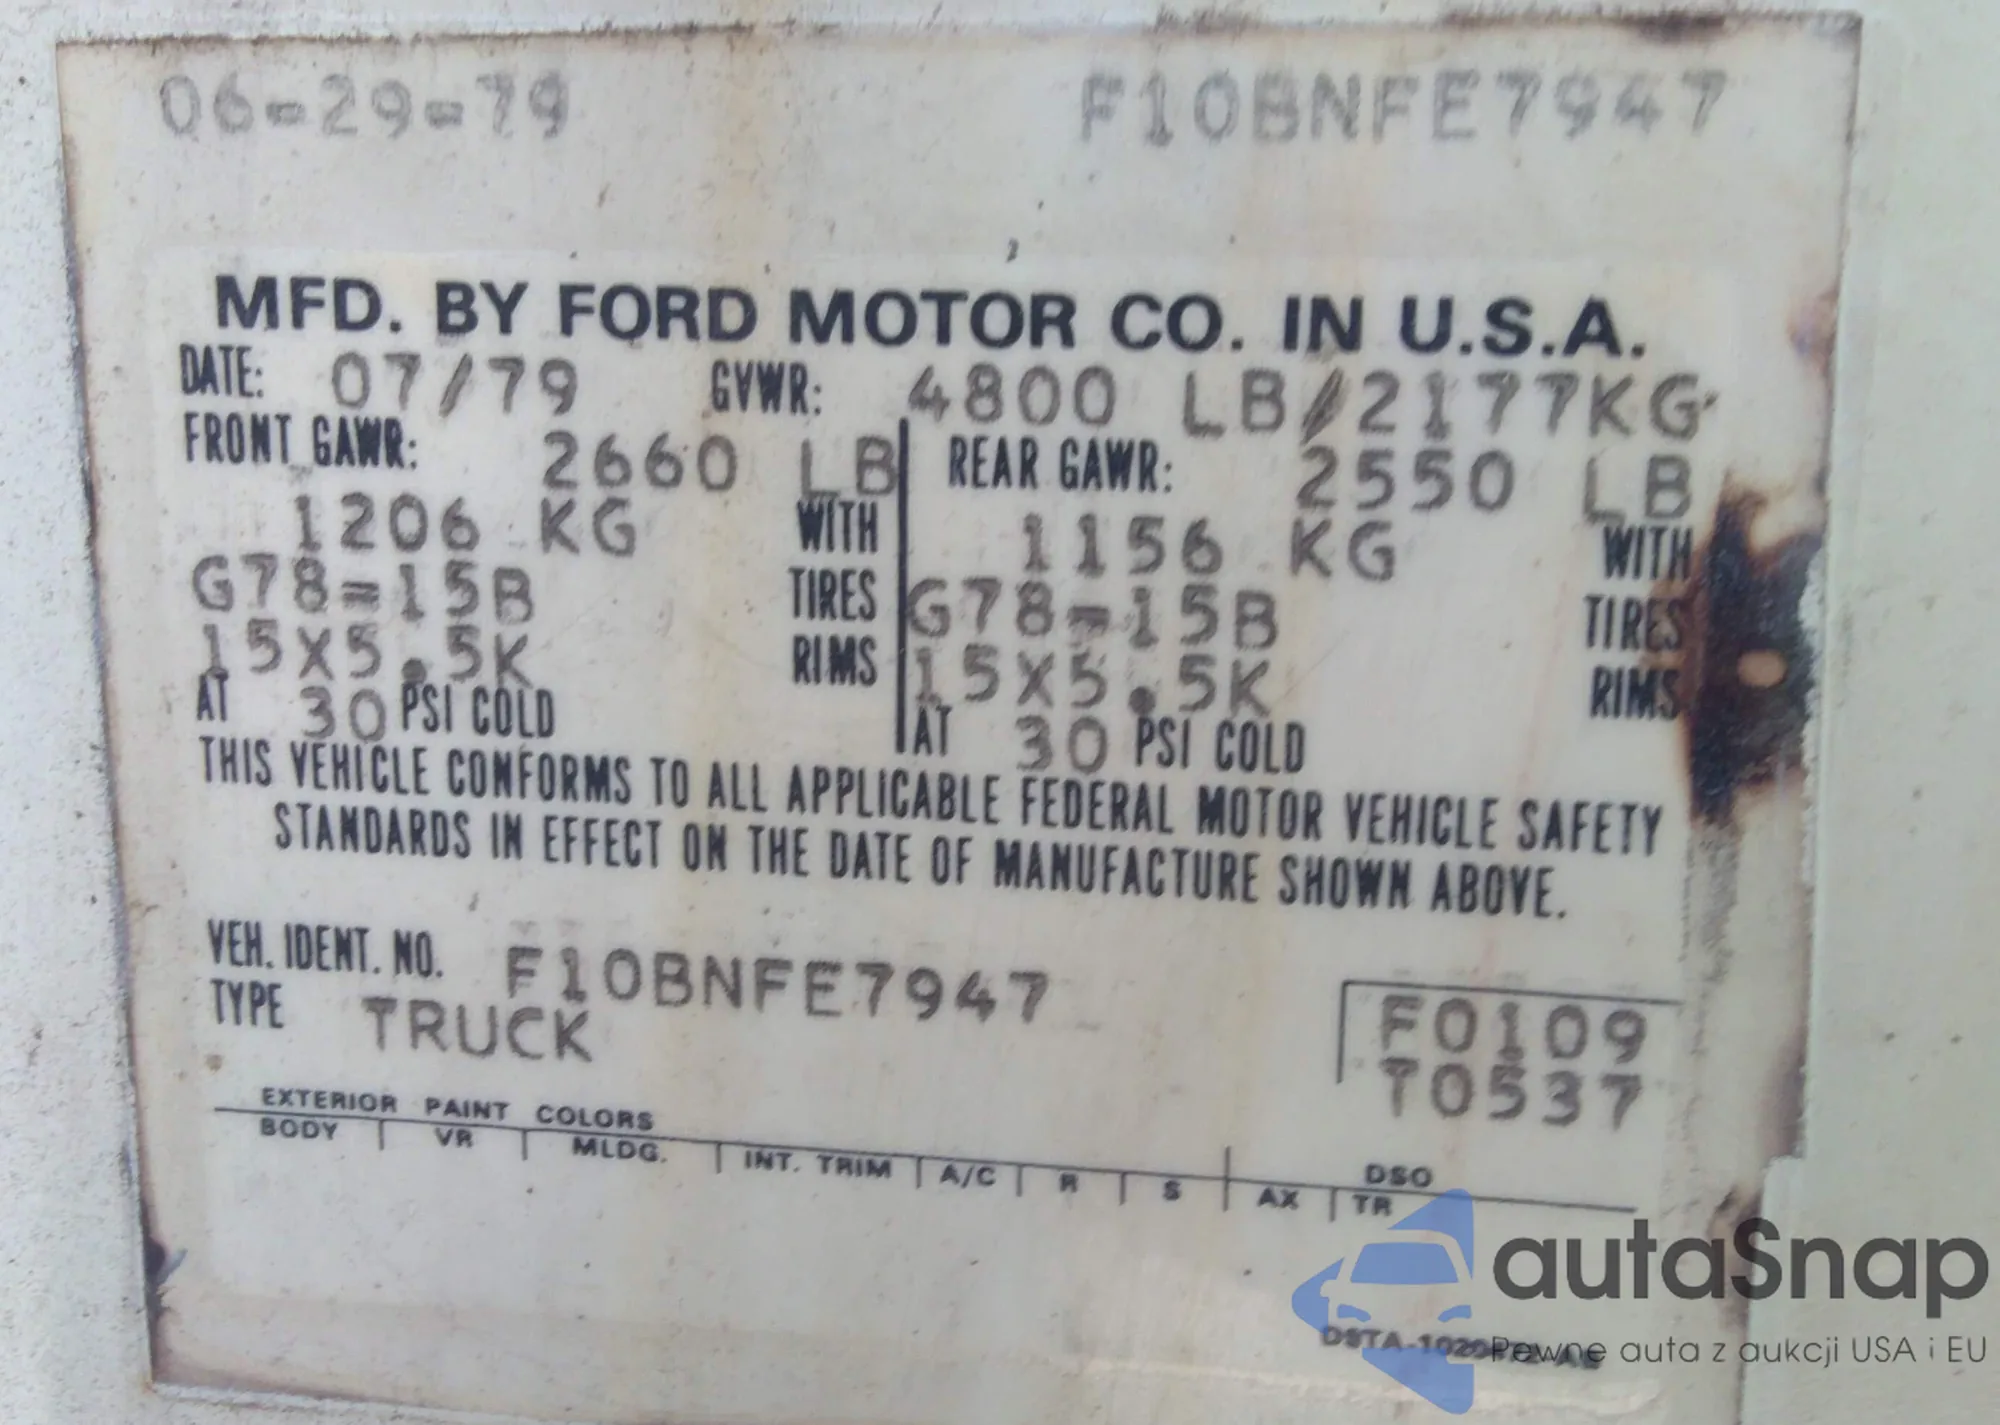 06-29-79 F10BNFE7947
MFD. BY FORD MOTOR CO. IN U.S.A.
DATE: 07/79 GVWR: 4800 LB/2177KG
FRONT GAWR: 2660 LB REAR GAWR: 2550 LB
1206 KG WITH 1156 KG WITH
G78-15B TIRES G78-15B TIRES
15X5.5K RIMS 15X5.5K RIMS
AT 30 PSI COLD AT 30 PSI COLD
THIS VEHICLE CONFORMS TO ALL APPLICABLE FEDERAL MOTOR VEHICLE SAFETY
STANDARDS IN EFFECT ON THE DATE OF MANUFACTURE SHOWN ABOVE.
VEH. IDENT. NO. F10BNFE7947
TYPE TRUCK F0109
T0537
EXTERIOR PAINT COLORS DSO
BODY VR MLDG. INT. TRIM A/C R S AX TR
autaSnap
Pewne auta z aukcji USA i EU